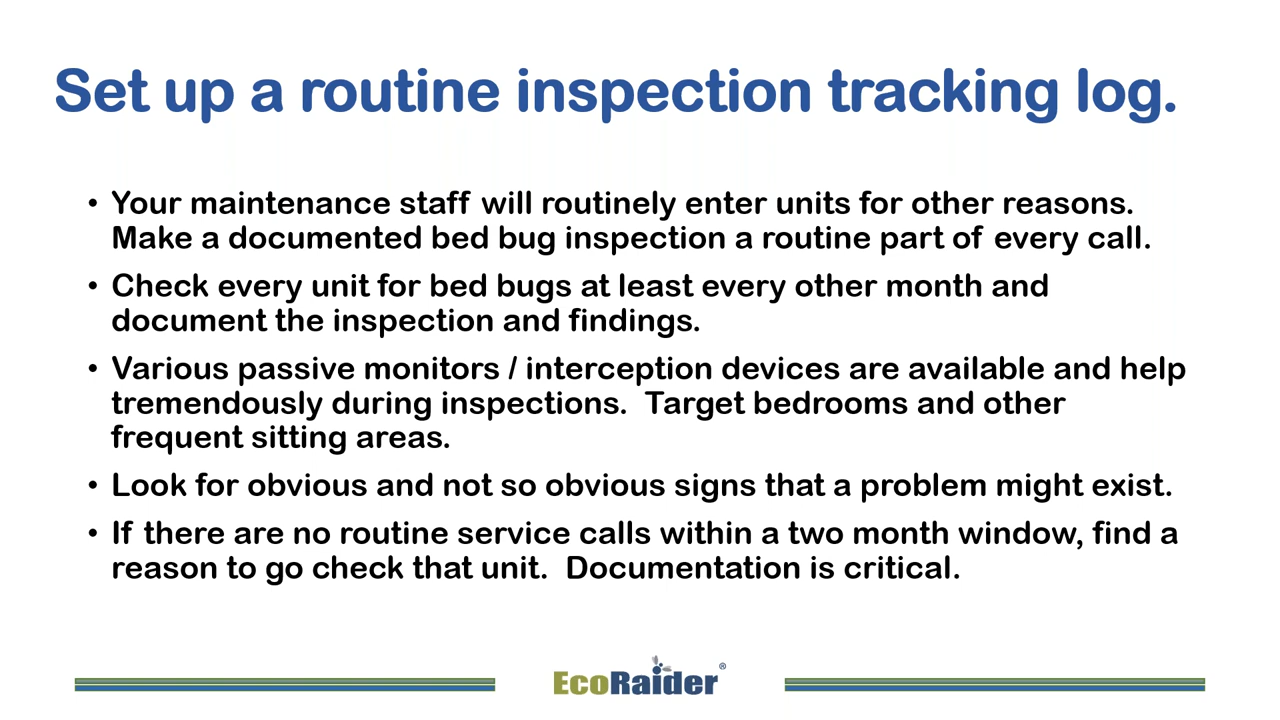 Set up a routine inspection tracking log.
• Your maintenance staff will routinely enter units for other reasons.
Make a documented bed bug inspection a routine part of every call.
• Check every unit for bed bugs at least every other month and
document the inspection and findings.
• Various passive monitors / interception devices are available and help
tremendously during inspections.  Target bedrooms and other
frequent sitting areas.
• Look for obvious and not so obvious signs that a problem might exist.
• If there are no routine service calls within a two month window, find a
reason to go check that unit.  Documentation is critical.
EcoRaider®